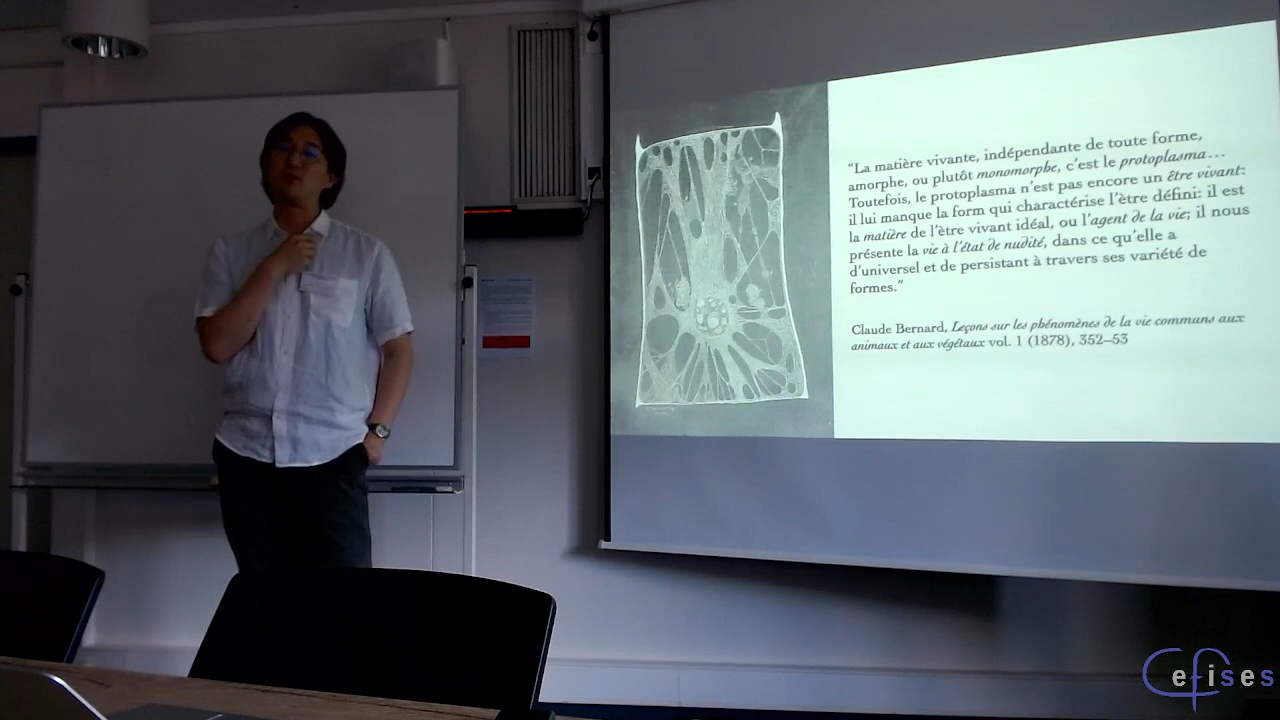 “La matière vivante, indépendante de toute forme,
amorphe, ou plutôt monomorphe, c’est le protoplasma…
Toutefois, le protoplasma n’est pas encore un être vivant:
il lui manque la form qui charactérise l’ètre défini: il est
la matière de l’ètre vivant idéal, ou l’agent de la vie; il nous
présente la vie à l’état de nudité, dans ce qu’elle a
d’universel et de persistant à travers ses variété de
formes.”
Claude Bernard, Leçons sur les phénomènes de la vie communs aux
animaux et aux végétaux vol. 1 (1878), 352–53
efises